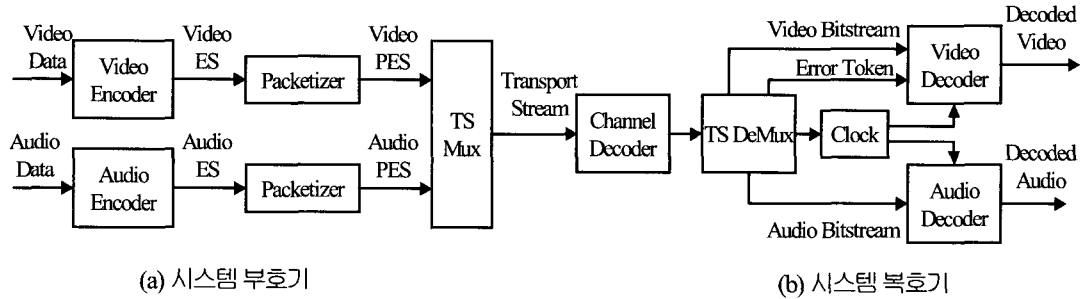 Video
Data
Video
Encoder
Video
ES
Packetizer
Video
PES
Audio
Data
Audio
Encoder
Audio
ES
Packetizer
Audio
PES
TS
Mux
Transport
Stream
Channel
Decoder
TS DeMux
Video Bitstream
Error Token
Clock
Audio Bitstream
Video
Decoder
Decoded
Video
Audio
Decoder
Decoded
Audio
(a) 시스템 부호기
(b) 시스템 복호기